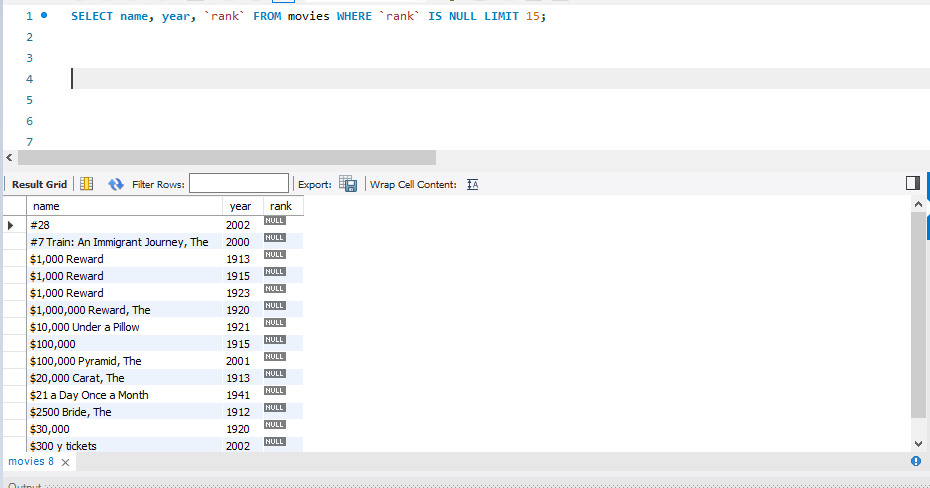 1 SELECT name, year, `rank` FROM movies WHERE `rank` IS NULL LIMIT 15;
2
3
4
5
6
7
Result Grid Filter Rows: Export: Wrap Cell Content: IA
name year rank
#28 2002 NULL
#7 Train: An Immigrant Journey, The 2000 NULL
$1,000 Reward 1913 NULL
$1,000 Reward 1915 NULL
$1,000 Reward 1923 NULL
$1,000,000 Reward, The 1920 NULL
$10,000 Under a Pillow 1921 NULL
$100,000 1915 NULL
$100,000 Pyramid, The 2001 NULL
$20,000 Carat, The 1913 NULL
$21 a Day Once a Month 1941 NULL
$2500 Bride, The 1912 NULL
$30,000 1920 NULL
$300 y tickets 2002 NULL
movies 8
Output